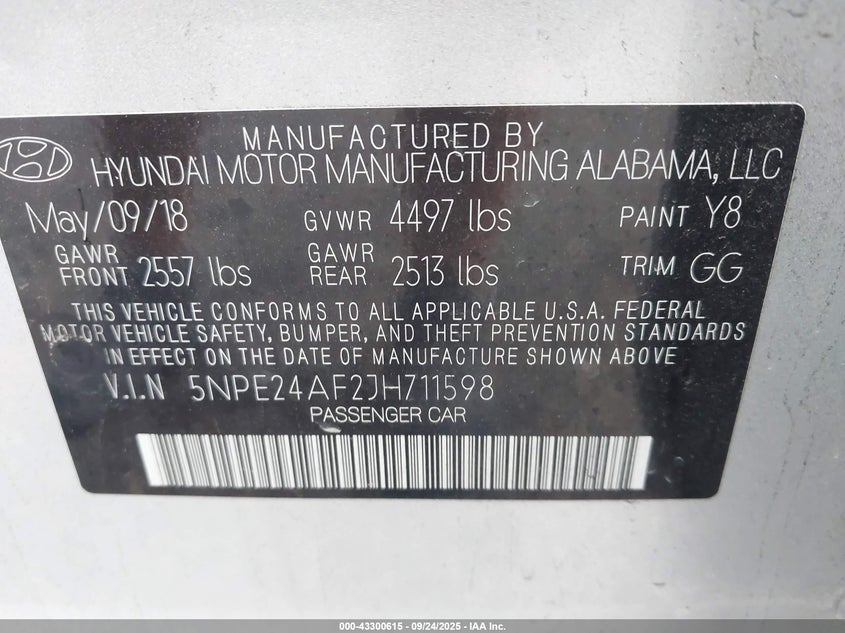 MANUFACTURED BY
HYUNDAI MOTOR MANUFACTURING ALABAMA, LLC
May/09/18 GVWR 4497 lbs PAINT Y8
GAWR FRONT 2557 lbs GAWR REAR 2513 lbs TRIM GG
THIS VEHICLE CONFORMS TO ALL APPLICABLE U.S.A. FEDERAL
MOTOR VEHICLE SAFETY, BUMPER, AND THEFT PREVENTION STANDARDS
IN EFFECT ON THE DATE OF MANUFACTURE SHOWN ABOVE
V.I.N 5NPE24AF2JH711598
PASSENGER CAR
000-43300615 - 09/24/2025 - IAA Inc.